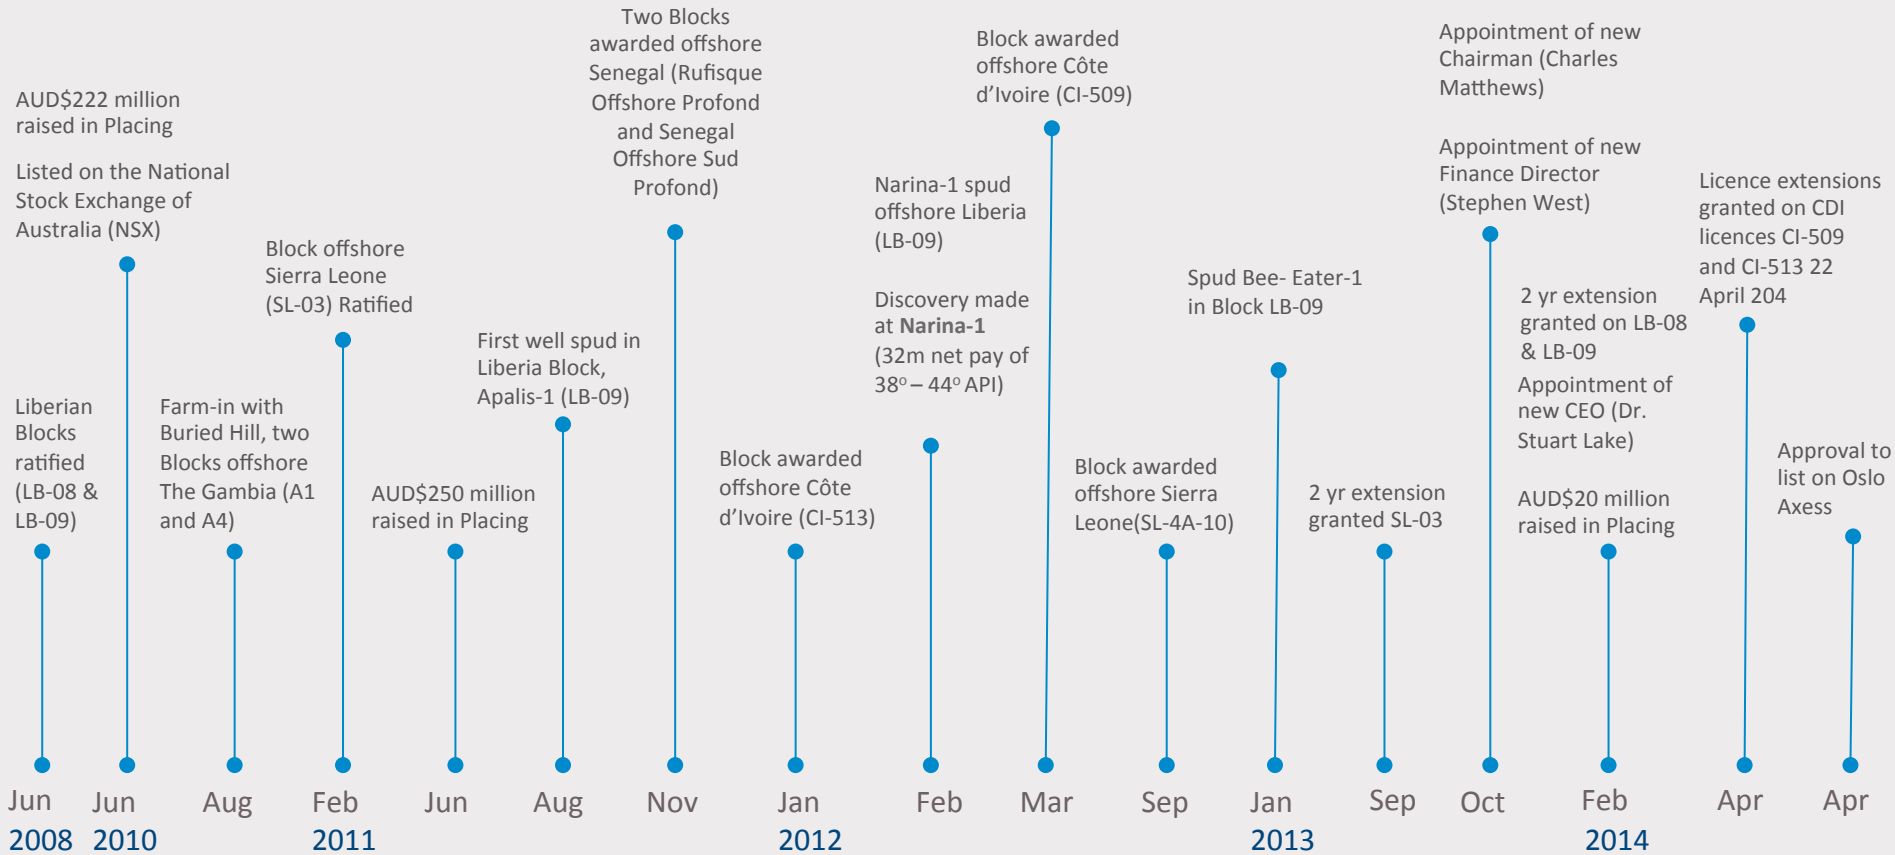 AUD$222 million
raised in Placing
Listed on the National
Stock Exchange of
Australia (NSX)
Liberian
Blocks
ratified
(LB-08 &
LB-09)
Farm-in with
Buried Hill, two
Blocks offshore
The Gambia (A1
and A4)
Block offshore
Sierra Leone
(SL-03) Ratified
AUD$250 million
raised in Placing
First well spud in
Liberia Block,
Apalis-1 (LB-09)
Two Blocks
awarded offshore
Senegal (Rufisque
Offshore Profond
and Senegal
Offshore Sud
Profond)
Block awarded
offshore Côte
d’Ivoire (CI-513)
Narina-1 spud
offshore Liberia
(LB-09)
Discovery made
at Narina-1
(32m net pay of
38º – 44º API)
Block awarded
offshore Côte
d’Ivoire (CI-509)
Block awarded
offshore Sierra
Leone(SL-4A-10)
Spud Bee- Eater-1
in Block LB-09
2 yr extension
granted SL-03
Appointment of new
Chairman (Charles
Matthews)
Appointment of new
Finance Director
(Stephen West)
2 yr extension
granted on LB-08
& LB-09
Appointment of
new CEO (Dr.
Stuart Lake)
AUD$20 million
raised in Placing
Licence extensions
granted on CDI
licences CI-509
and CI-513 22
April 204
Approval to
list on Oslo
Axess
Jun Jun Aug Feb Jun Aug Nov Jan Feb Mar Sep Jan Sep Oct Feb Apr Apr
2008 2010 2011 2012 2013 2014